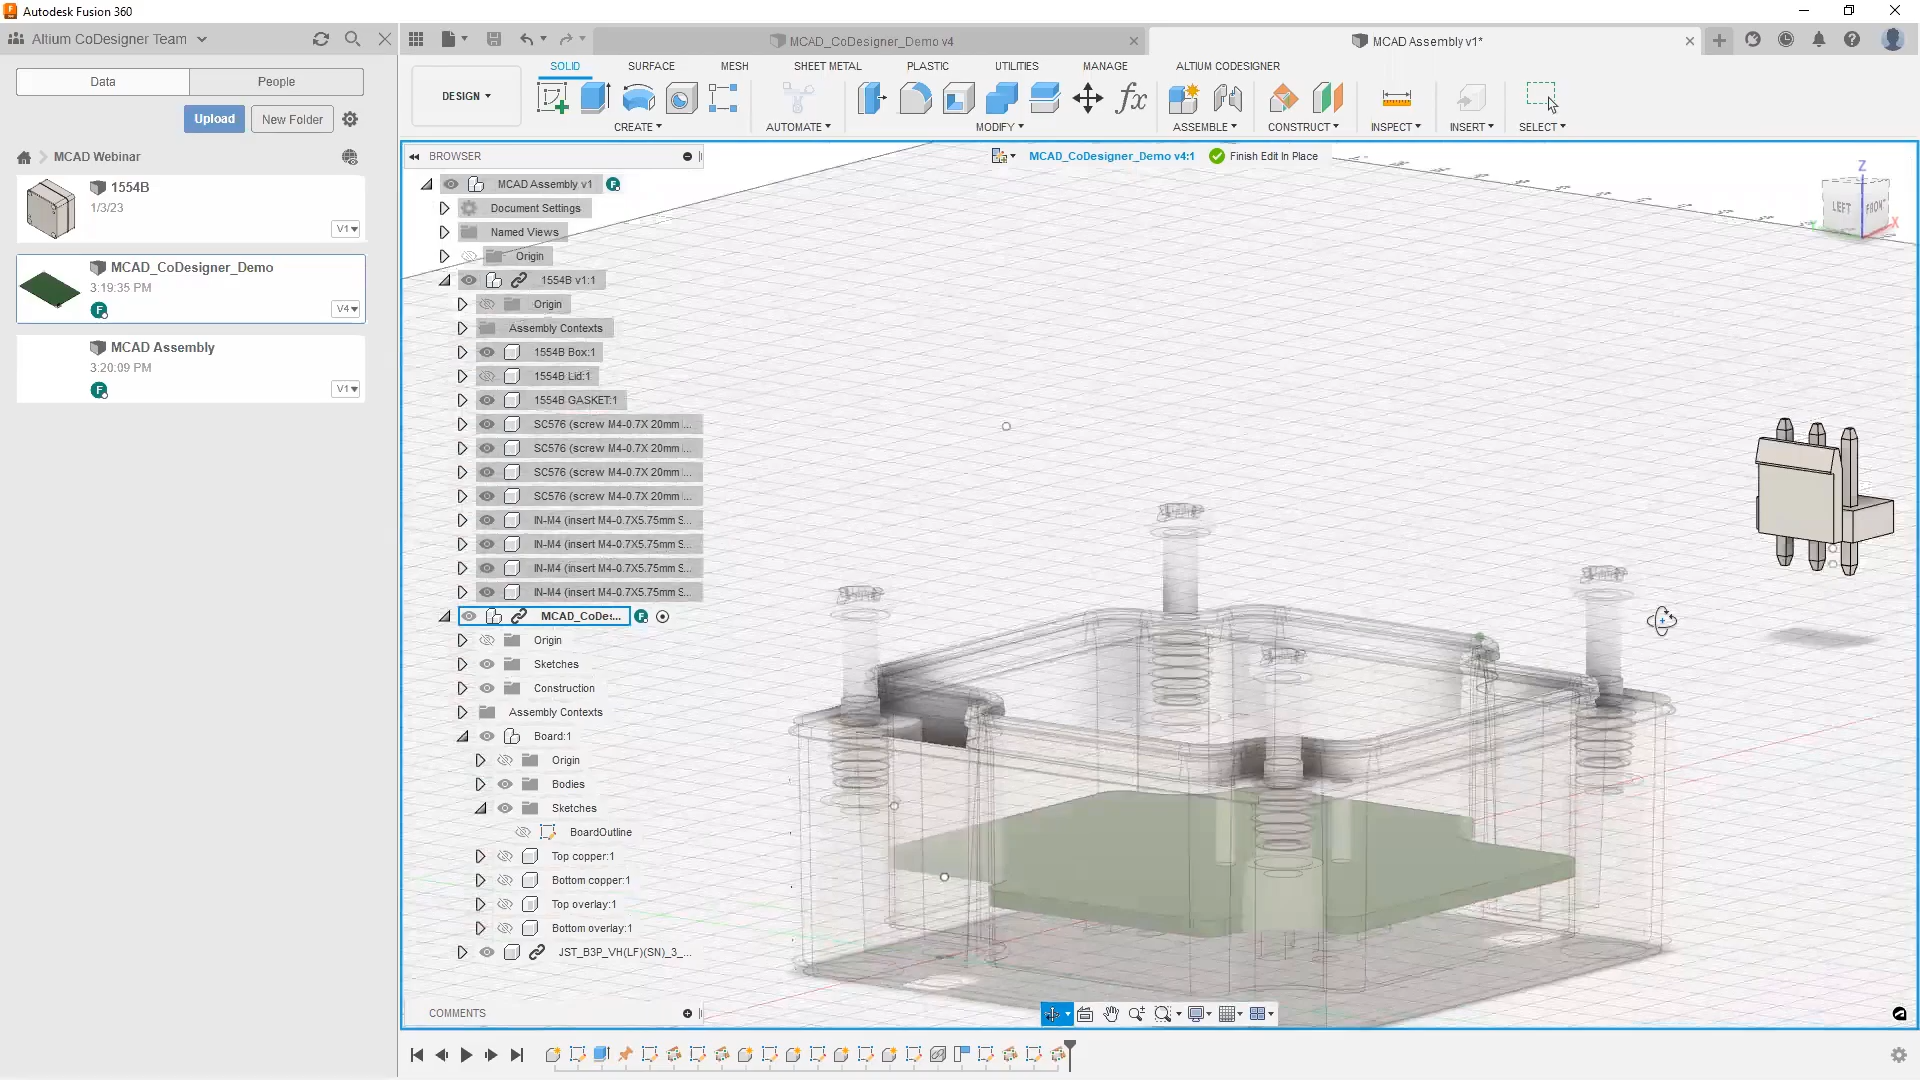 Autodesk Fusion 360
Altium CoDesigner Team
MCAD_CoDesigner_Demo v4
MCAD Assembly v1*
Data
People
Upload
New Folder
MCAD Webinar
1554B
1/3/23
V1
MCAD_CoDesigner_Demo
3:19:35 PM
V4
MCAD Assembly
3:20:09 PM
V1
DESIGN
SOLID
SURFACE
MESH
SHEET METAL
PLASTIC
UTILITIES
MANAGE
ALTIUM CODESIGNER
CREATE
AUTOMATE
MODIFY
ASSEMBLE
CONSTRUCT
INSPECT
INSERT
SELECT
BROWSER
MCAD_CoDesigner_Demo v4:1
Finish Edit In Place
MCAD Assembly v1
Document Settings
Named Views
Origin
1554B v1:1
Origin
Assembly Contexts
1554B Box:1
1554B Lid:1
1554B GASKET:1
SC576 (screw M4-0.7X 20mm ...
SC576 (screw M4-0.7X 20mm ...
SC576 (screw M4-0.7X 20mm ...
SC576 (screw M4-0.7X 20mm ...
IN-M4 (insert M4-0.7X5.75mm S...
IN-M4 (insert M4-0.7X5.75mm S...
IN-M4 (insert M4-0.7X5.75mm S...
IN-M4 (insert M4-0.7X5.75mm S...
MCAD_CoDes...
Origin
Sketches
Construction
Assembly Contexts
Board:1
Origin
Bodies
Sketches
BoardOutline
Top copper:1
Bottom copper:1
Top overlay:1
Bottom overlay:1
JST_B3P_VH(LF)(SN)_3_...
COMMENTS
Z
LEFT
FRONT
X
Y